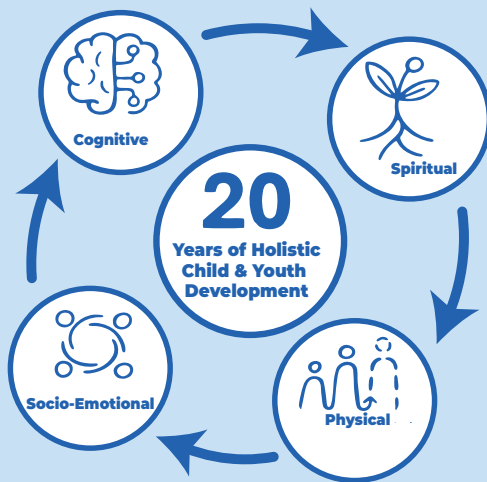 Cognitive
Spiritual
20
Years of Holistic
Child & Youth
Development
Socio-Emotional
Physical